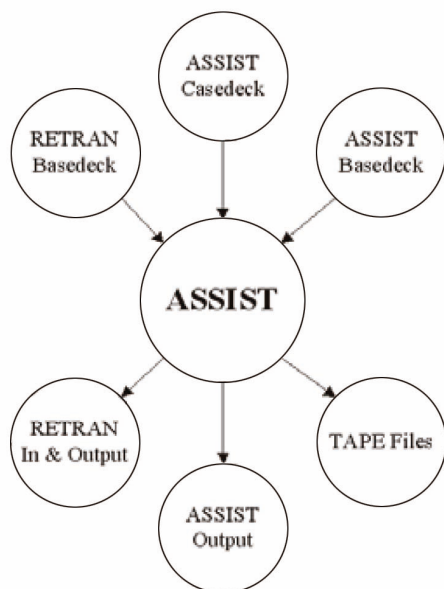 ASSIST
Casedeck
RETRAN
Basedeck
ASSIST
Basedeck
ASSIST
RETRAN
In & Output
TAPE Files
ASSIST
Output